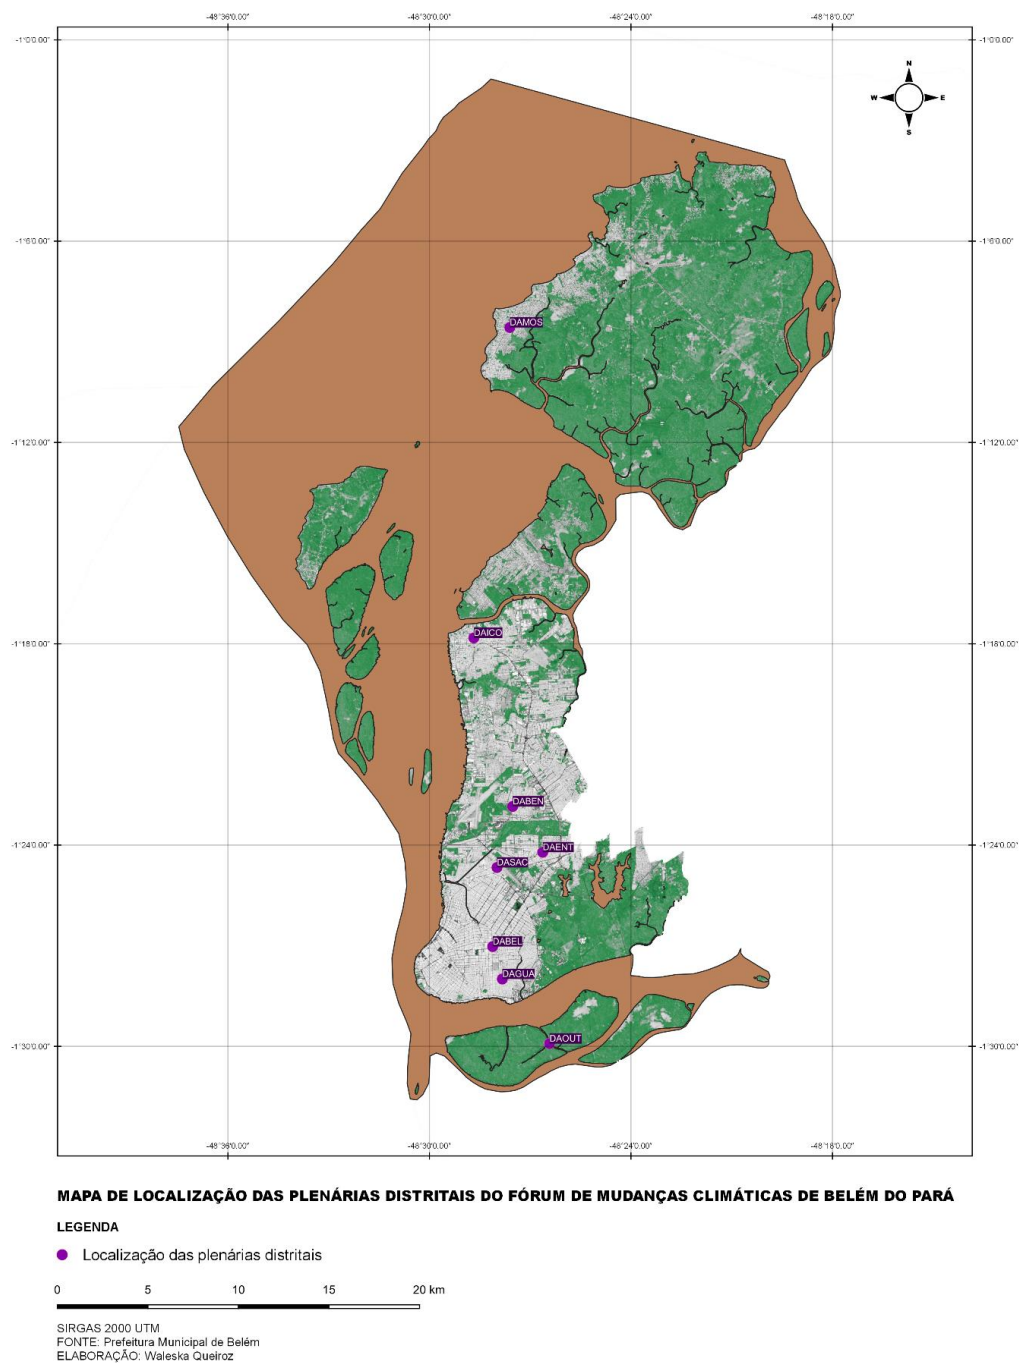 -48°36'0.00" -48°30'0.00" -48°24'0.00" -48°18'0.00"
-1°0'0.00" -1°0'0.00"
N
W E
S
-1°6'0.00" -1°6'0.00"
DAMOS
-1°12'0.00" -1°12'0.00"
DAICO
-1°18'0.00" -1°18'0.00"
DABEN
-1°24'0.00" -1°24'0.00"
DAENT
DASAC
DABEL
DAGUA
DAOUT
-1°30'0.00" -1°30'0.00"
-48°36'0.00" -48°30'0.00" -48°24'0.00" -48°18'0.00"
MAPA DE LOCALIZAÇÃO DAS PLENÁRIAS DISTRITAIS DO FÓRUM DE MUDANÇAS CLIMÁTICAS DE BELÉM DO PARÁ
LEGENDA
Localização das plenárias distritais
0 5 10 15 20 km
SIRGAS 2000 UTM
FONTE: Prefeitura Municipal de Belém
ELABORAÇÃO: Waleska Queiroz